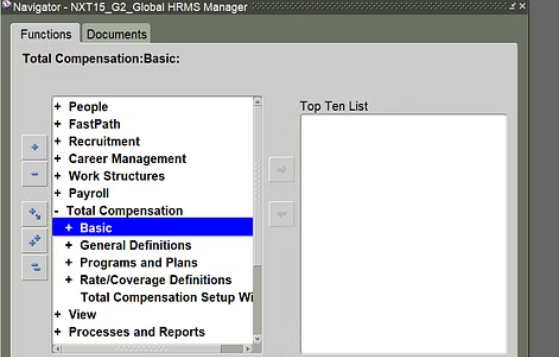 Navigator - NXT15_G2_Global HRMS Manager
Functions Documents
Total Compensation:Basic:
Top Ten List
+ People
+ FastPath
+ Recruitment
+ Career Management
+ Work Structures
+ Payroll
- Total Compensation
+ Basic
+ General Definitions
+ Programs and Plans
+ Rate/Coverage Definitions
Total Compensation Setup Wi
+ View
+ Processes and Reports